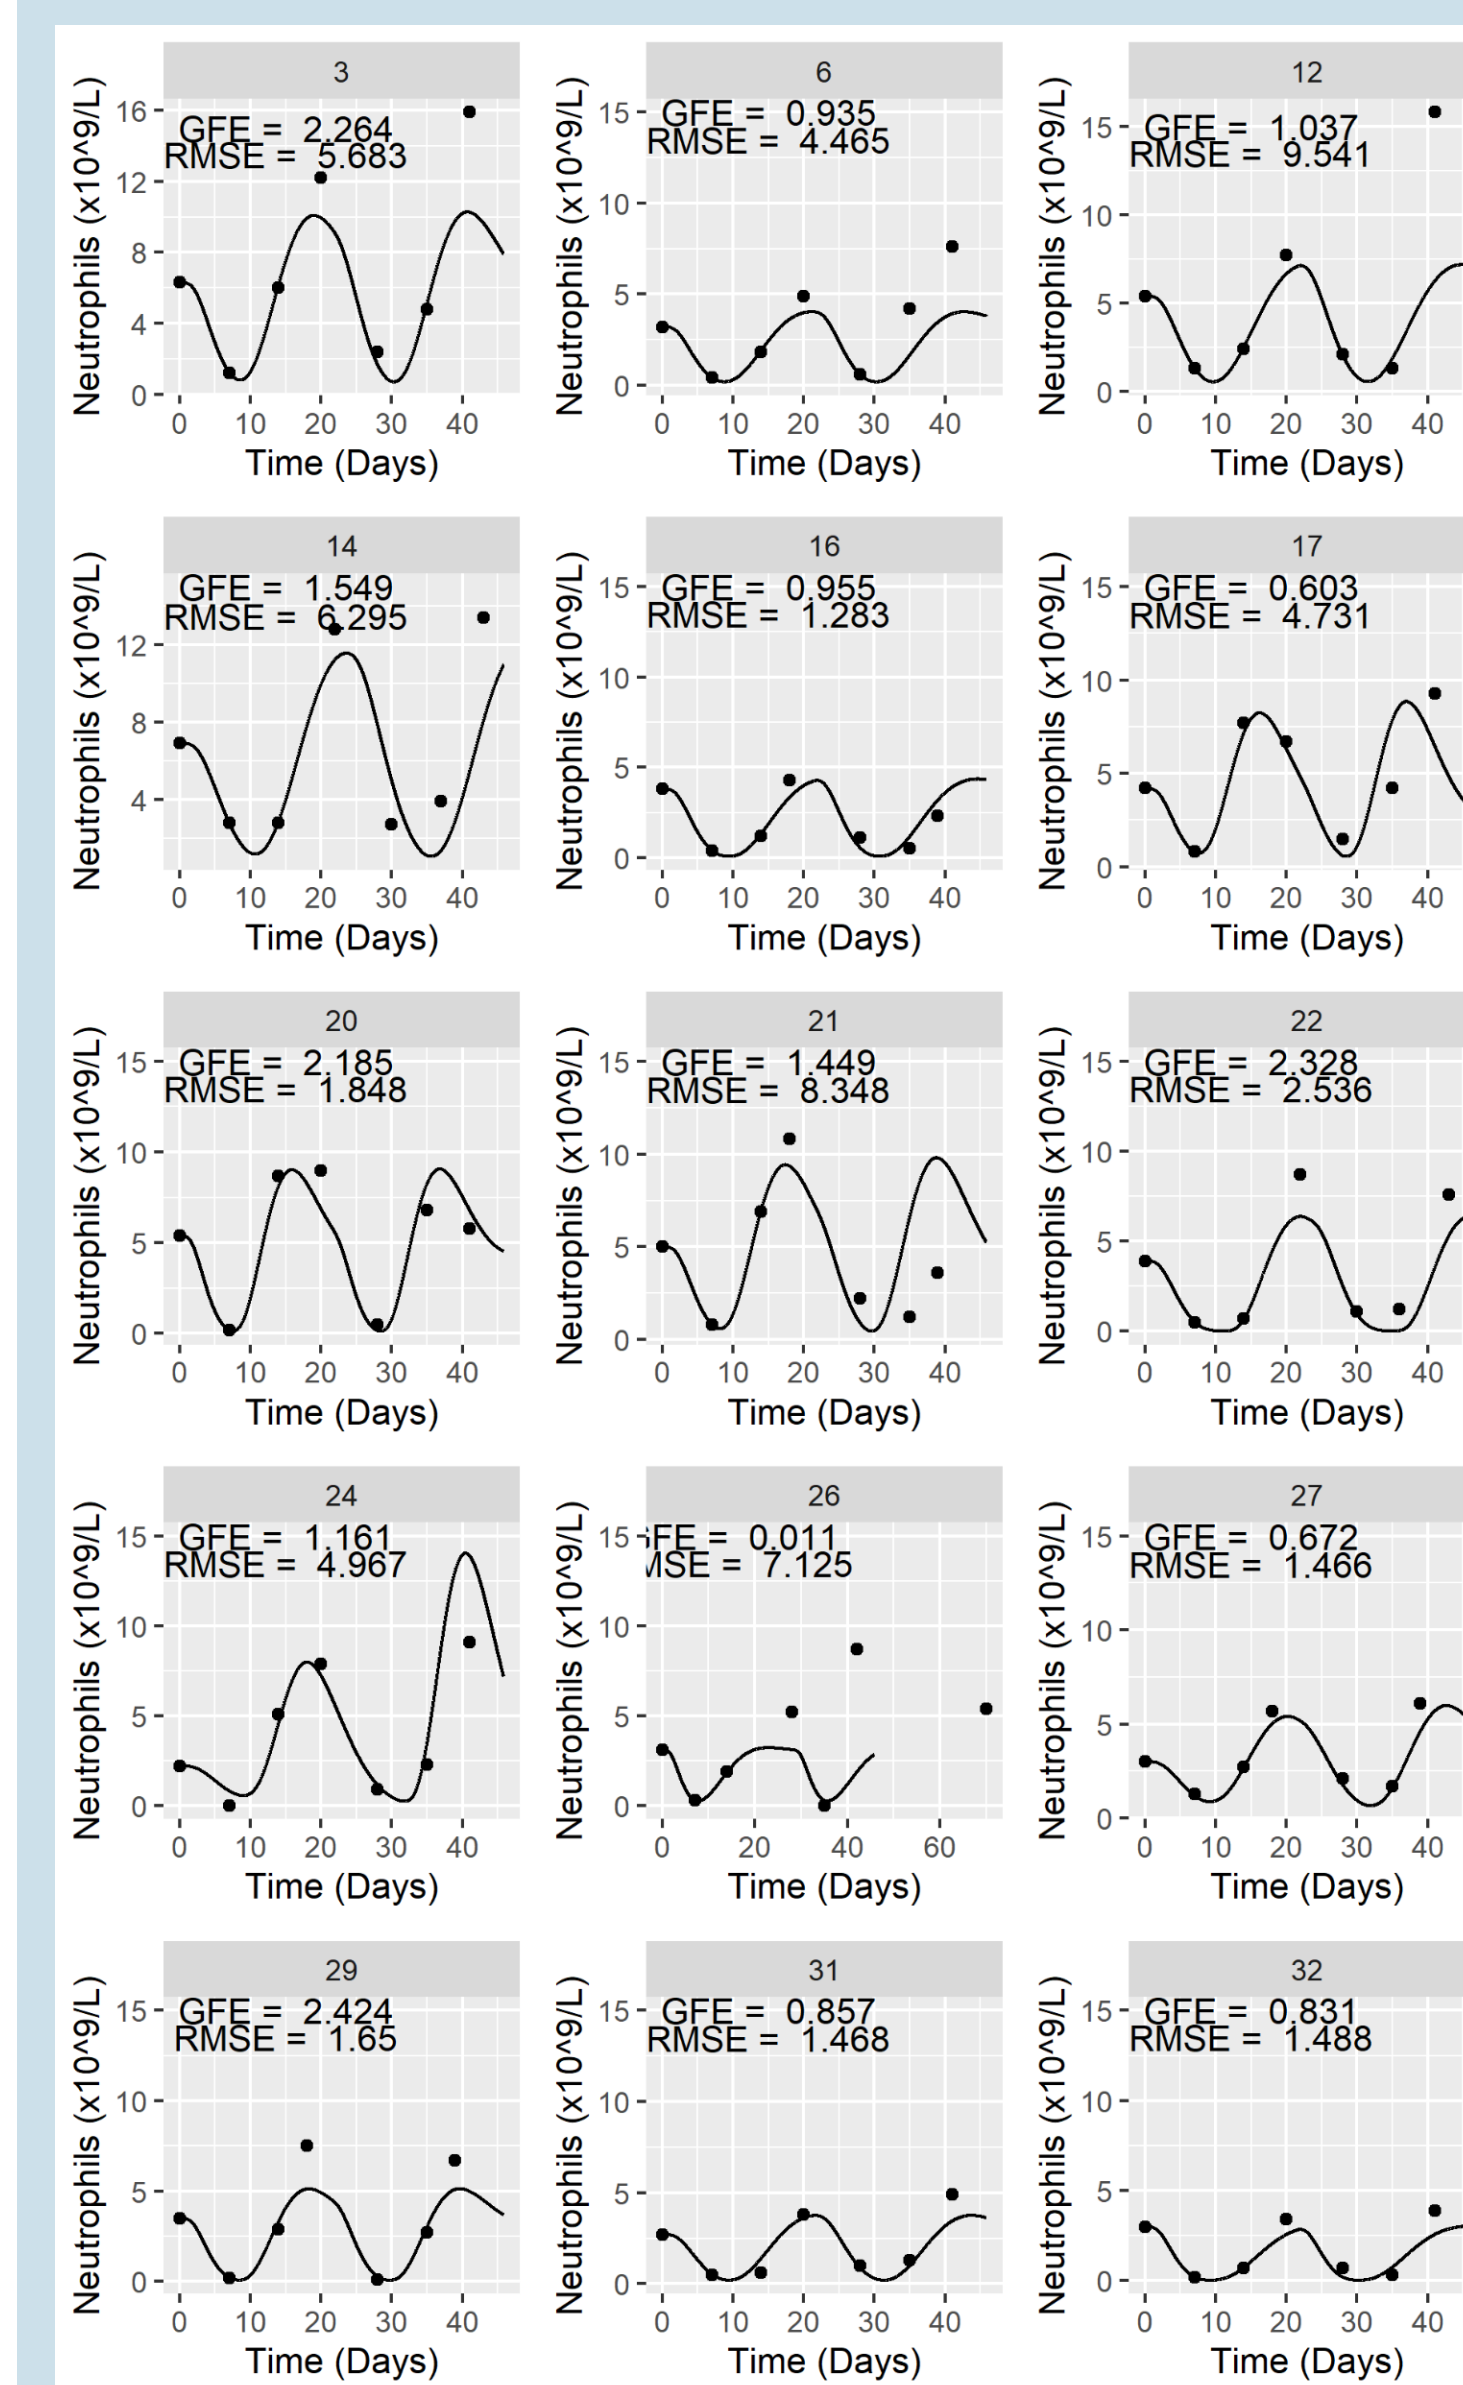 3
GFE = 2.264
RMSE = 5.683
Neutrophils (x10^9/L)
16
12
8
4
0
0 10 20 30 40
Time (Days)
6
GFE = 0.935
RMSE = 4.465
Neutrophils (x10^9/L)
15
10
5
0
0 10 20 30 40
Time (Days)
12
GFE = 1.037
RMSE = 9.541
Neutrophils (x10^9/L)
15
10
5
0
0 10 20 30 40
Time (Days)
14
GFE = 1.549
RMSE = 6.295
Neutrophils (x10^9/L)
12
8
4
0 10 20 30 40
Time (Days)
16
GFE = 0.955
RMSE = 1.283
Neutrophils (x10^9/L)
15
10
5
0
0 10 20 30 40
Time (Days)
17
GFE = 0.603
RMSE = 4.731
Neutrophils (x10^9/L)
15
10
5
0
0 10 20 30 40
Time (Days)
20
GFE = 2.185
RMSE = 1.848
Neutrophils (x10^9/L)
15
10
5
0
0 10 20 30 40
Time (Days)
21
GFE = 1.449
RMSE = 8.348
Neutrophils (x10^9/L)
15
10
5
0
0 10 20 30 40
Time (Days)
22
GFE = 2.328
RMSE = 2.536
Neutrophils (x10^9/L)
15
10
5
0
0 10 20 30 40
Time (Days)
24
GFE = 1.161
RMSE = 4.967
Neutrophils (x10^9/L)
15
10
5
0
0 10 20 30 40
Time (Days)
26
FE = 0.011
MSE = 7.125
Neutrophils (x10^9/L)
15
10
5
0
0 20 40 60
Time (Days)
27
GFE = 0.672
RMSE = 1.466
Neutrophils (x10^9/L)
15
10
5
0
0 10 20 30 40
Time (Days)
29
GFE = 2.424
RMSE = 1.65
Neutrophils (x10^9/L)
15
10
5
0
0 10 20 30 40
Time (Days)
31
GFE = 0.857
RMSE = 1.468
Neutrophils (x10^9/L)
15
10
5
0
0 10 20 30 40
Time (Days)
32
GFE = 0.831
RMSE = 1.488
Neutrophils (x10^9/L)
15
10
5
0
0 10 20 30 40
Time (Days)